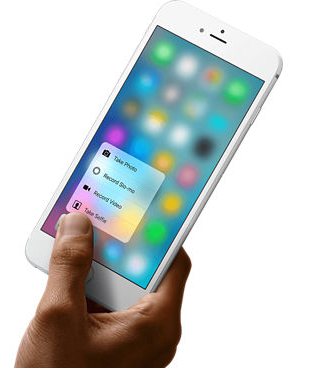 Take Photo
Record Slo-mo
Record Video
Take Selfie